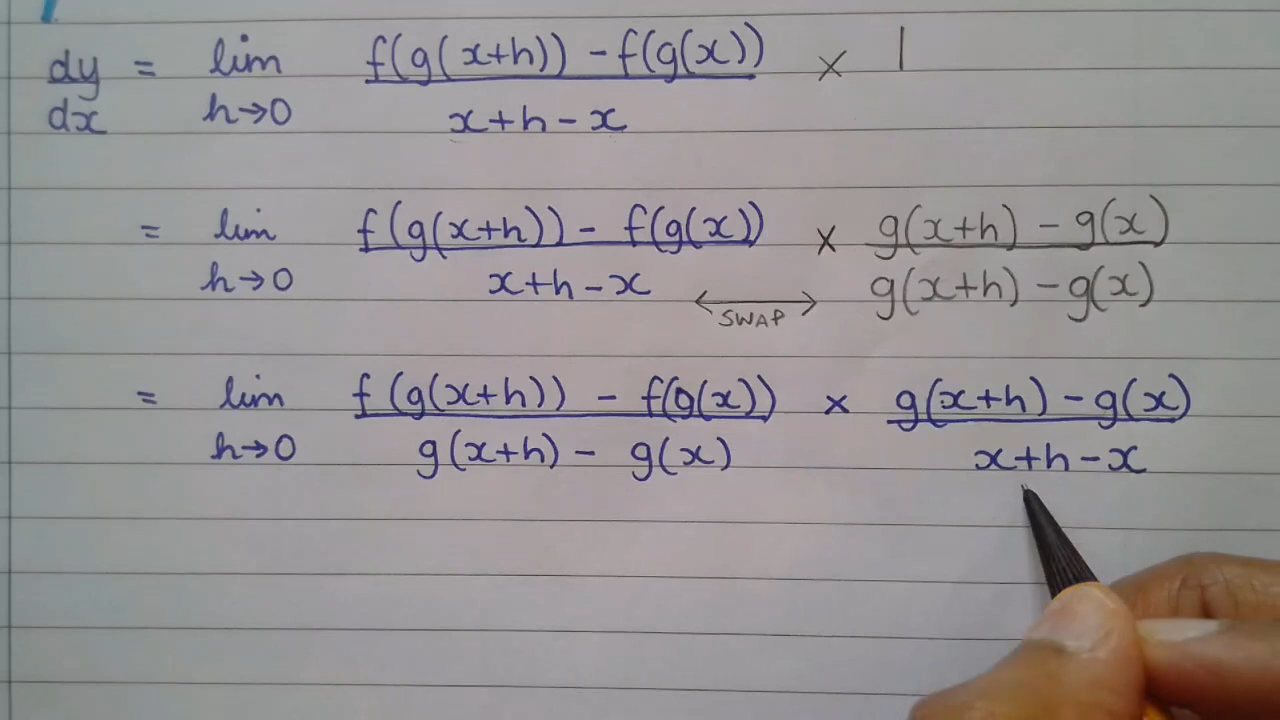 dy = lim f(g(x+h)) - f(g(x)) × 1
dx h→0 x+h-x
= lim f(g(x+h)) - f(g(x)) × g(x+h) - g(x)
h→0 x+h-x g(x+h) - g(x)
SWAP
= lim f(g(x+h)) - f(g(x)) × g(x+h) - g(x)
h→0 g(x+h) - g(x) x+h-x